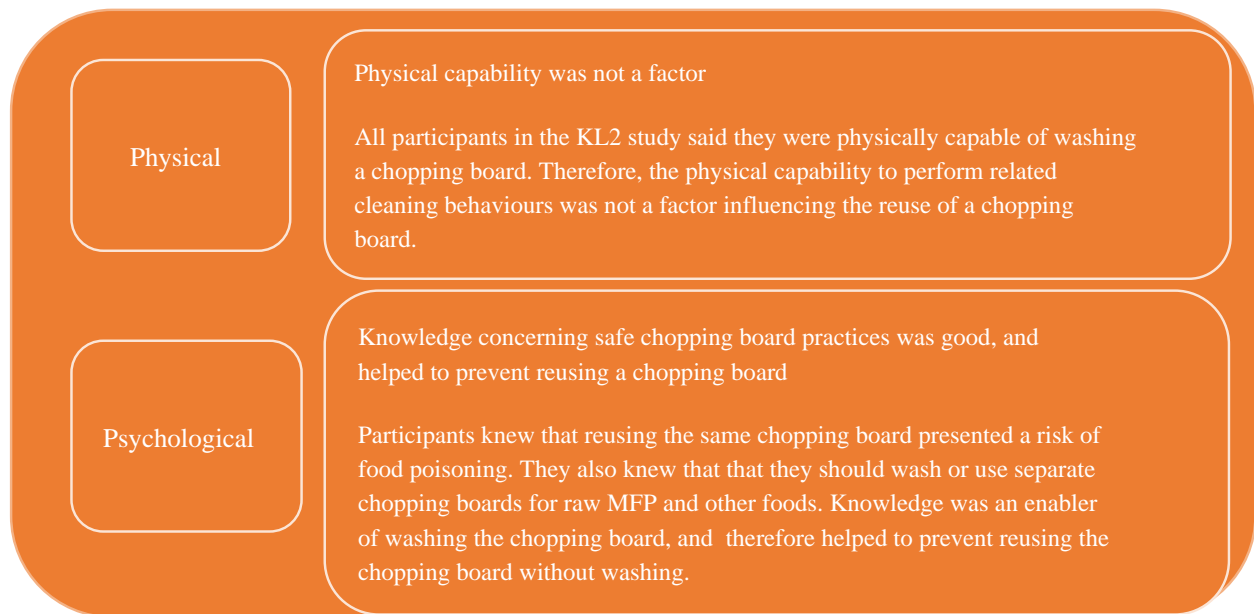 Physical
Physical capability was not a factor
All participants in the KL2 study said they were physically capable of washing
a chopping board. Therefore, the physical capability to perform related
cleaning behaviours was not a factor influencing the reuse of a chopping
board.
Psychological
Knowledge concerning safe chopping board practices was good, and
helped to prevent reusing a chopping board
Participants knew that reusing the same chopping board presented a risk of
food poisoning. They also knew that that they should wash or use separate
chopping boards for raw MFP and other foods. Knowledge was an enabler
of washing the chopping board, and  therefore helped to prevent reusing the
chopping board without washing.